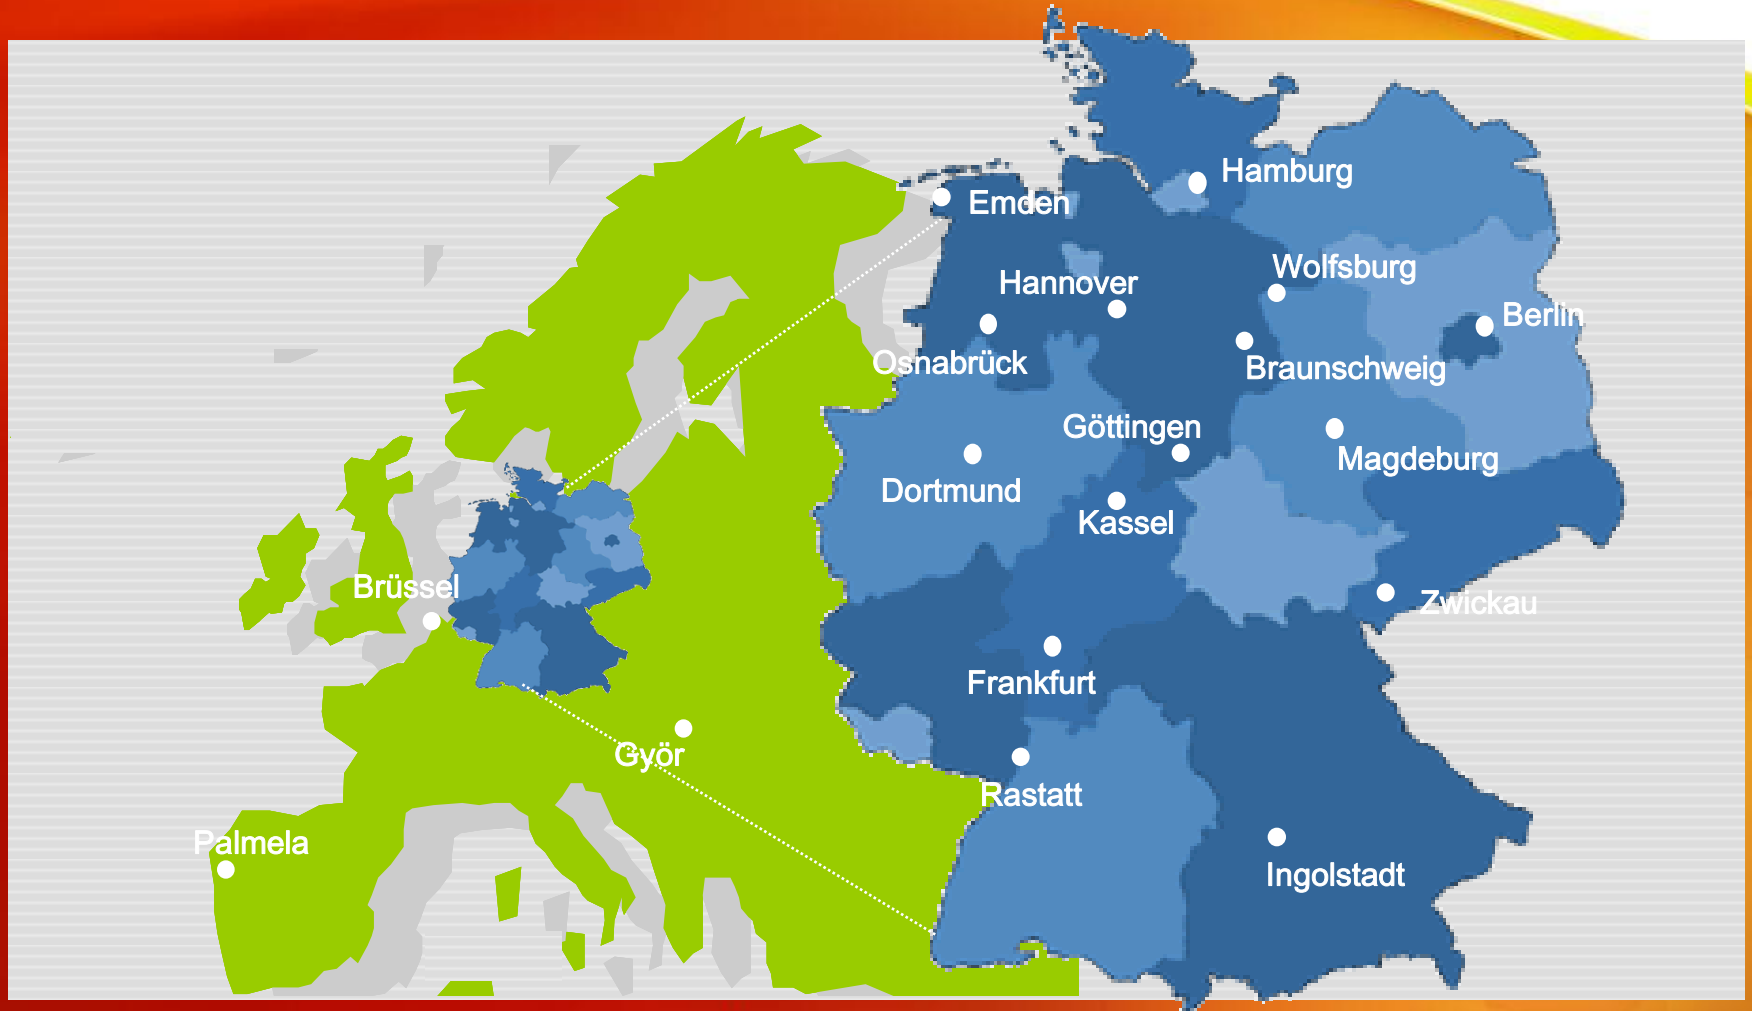 Hamburg
Emden
Wolfsburg
Hannover
Berlin
Osnabrück
Braunschweig
Göttingen
Magdeburg
Dortmund
Kassel
Brüssel
Zwickau
Frankfurt
Györ
Rastatt
Palmela
Ingolstadt